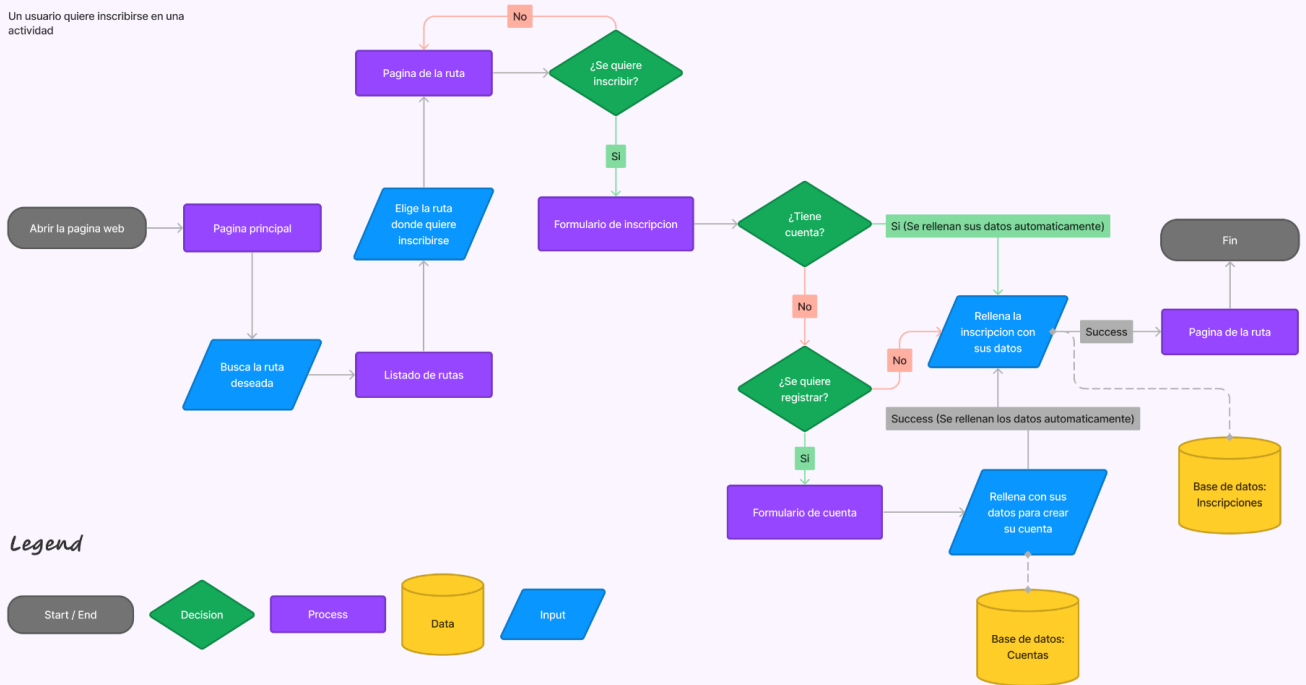 Un usuario quiere inscribirse en una
actividad
No
Pagina de la ruta
¿Se quiere
inscribir?
Si
Abrir la pagina web
Pagina principal
Elige la ruta
donde quiere
inscribirse
Formulario de inscripcion
¿Tiene
cuenta?
Si (Se rellenan sus datos automaticamente)
Fin
No
Busca la ruta
deseada
Listado de rutas
Rellena la
inscripcion con
sus datos
Success
Pagina de la ruta
No
¿Se quiere
registrar?
Success (Se rellenan los datos automaticamente)
Si
Formulario de cuenta
Rellena con sus
datos para crear
su cuenta
Base de datos:
Inscripciones
Base de datos:
Cuentas
Legend
Start / End
Decision
Process
Data
Input